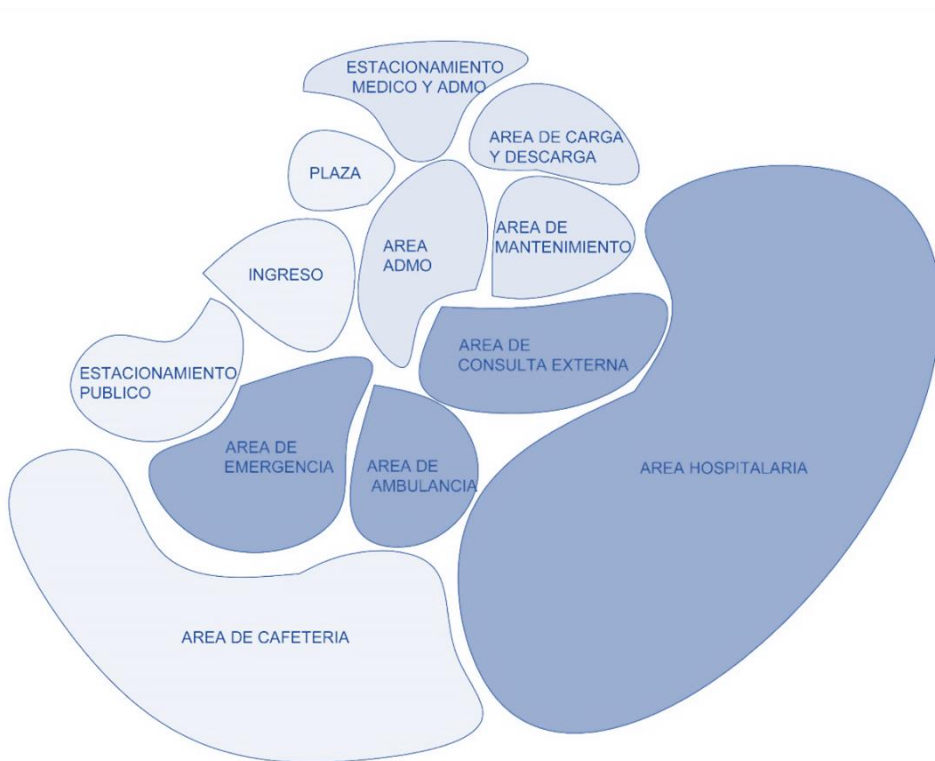 ESTACIONAMIENTO
MEDICO Y ADMO
AREA DE CARGA
Y DESCARGA
PLAZA
AREA DE
MANTENIMIENTO
AREA
ADMO
INGRESO
AREA DE
CONSULTA EXTERNA
ESTACIONAMIENTO
PUBLICO
AREA DE
EMERGENCIA
AREA DE
AMBULANCIA
AREA HOSPITALARIA
AREA DE CAFETERIA